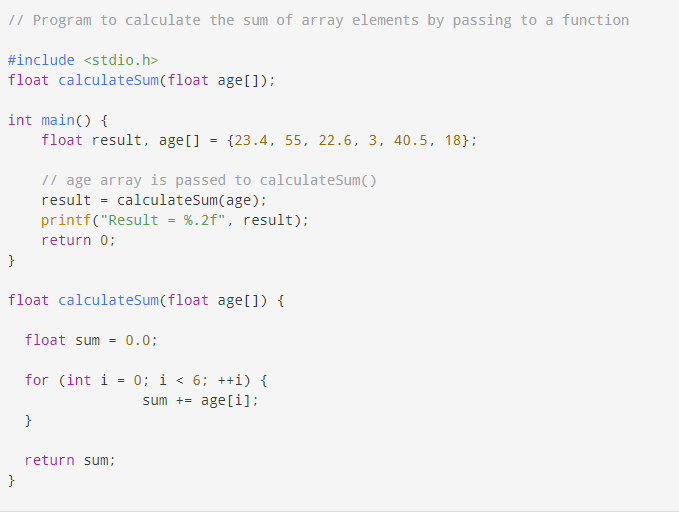 // Program to calculate the sum of array elements by passing to a function
#include <stdio.h>
float calculateSum(float age[]);
int main() {
float result, age[] = {23.4, 55, 22.6, 3, 40.5, 18};
// age array is passed to calculateSum()
result = calculateSum(age);
printf("Result = %.2f", result);
return 0;
}
float calculateSum(float age[]) {
float sum = 0.0;
for (int i = 0; i < 6; ++i) {
sum += age[i];
}
return sum;
}